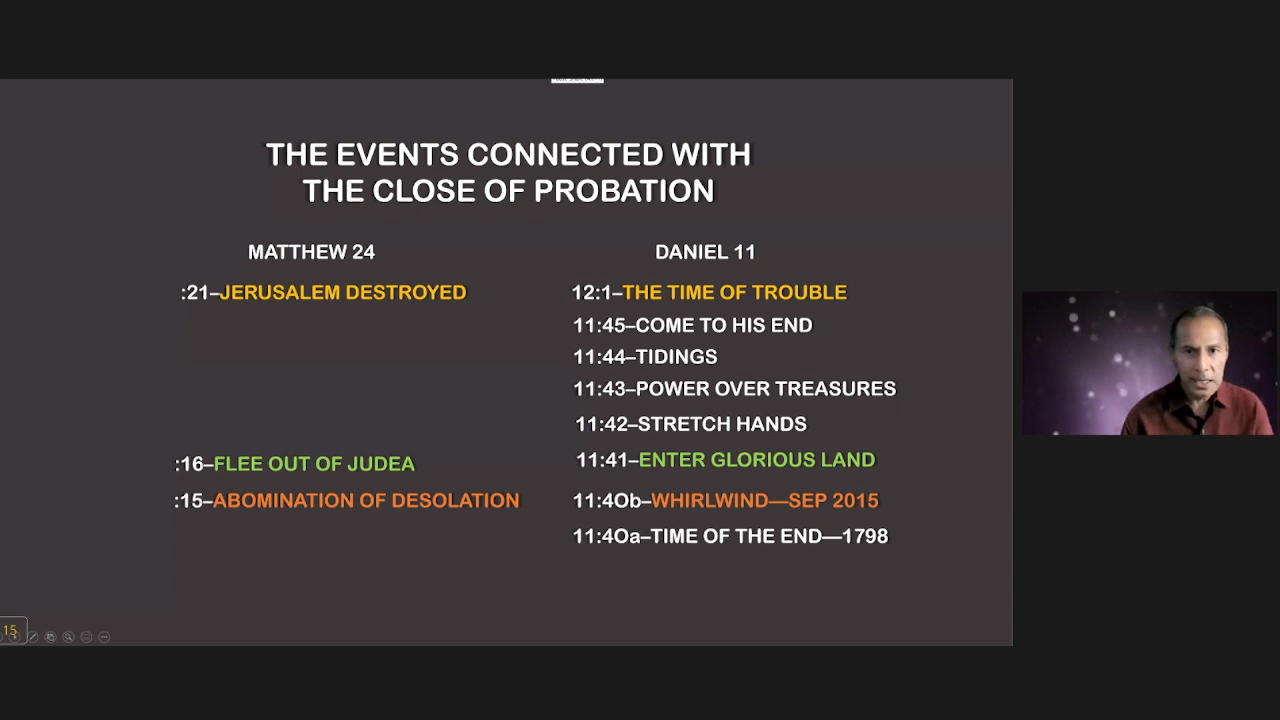 THE EVENTS CONNECTED WITH
THE CLOSE OF PROBATION
MATTHEW 24
:21–JERUSALEM DESTROYED
:16–FLEE OUT OF JUDEA
:15–ABOMINATION OF DESOLATION
DANIEL 11
12:1–THE TIME OF TROUBLE
11:45–COME TO HIS END
11:44–TIDINGS
11:43–POWER OVER TREASURES
11:42–STRETCH HANDS
11:41–ENTER GLORIOUS LAND
11:4Ob–WHIRLWIND—SEP 2015
11:4Oa–TIME OF THE END—1798
15